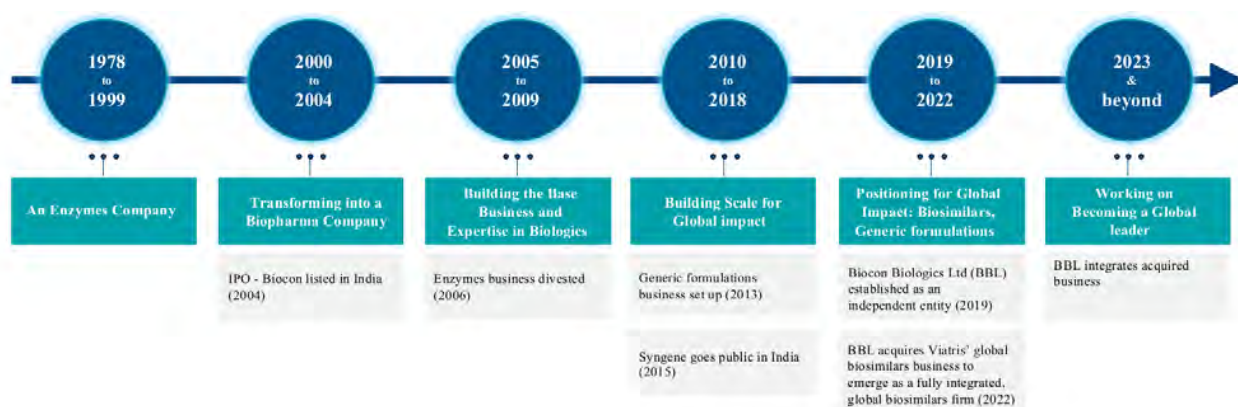 1978
to
1999
2000
to
2004
2005
to
2009
2010
to
2018
2019
to
2022
2023
&
beyond
An Enzymes Company
Transforming into a
Biopharma Company
IPO - Biocon listed in India
(2004)
Building the Base
Business and
Expertise in Biologics
Enzymes business divested
(2006)
Building Scale for
Global impact
Generic formulations
business set up (2013)
Syngene goes public in India
(2015)
Positioning for Global
Impact: Biosimilars,
Generic formulations
Biocon Biologics Ltd (BBL)
established as an
independent entity (2019)
BBL acquires Viatris' global
biosimilars business to
emerge as a fully integrated,
global biosimilars firm (2022)
Working on
Becoming a Global
leader
BBL integrates acquired
business